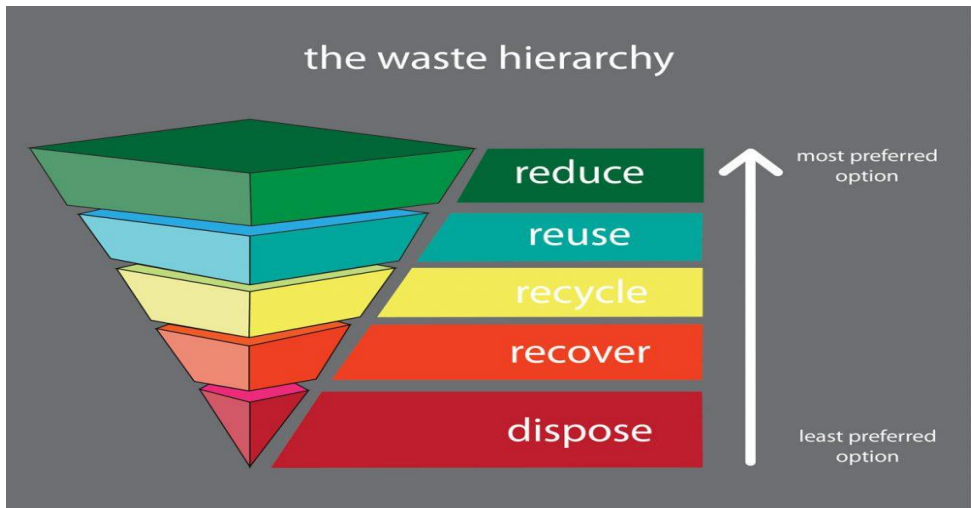 the waste hierarchy
reduce
most preferred
option
reuse
recycle
recover
dispose
least preferred
option